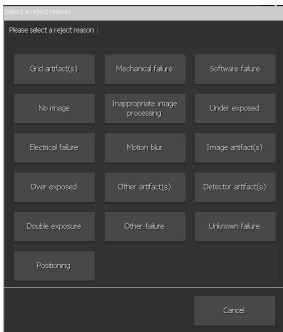 Select a reject reason
Please select a reject reason :
Grid artifact(s)
Mechanical failure
Software failure
No image
Inappropriate image
processing
Under exposed
Electrical failure
Motion blur
Image artifact(s)
Over exposed
Other artifact(s)
Detector artifact(s)
Double exposure
Other failure
Unknown failure
Positioning
Cancel